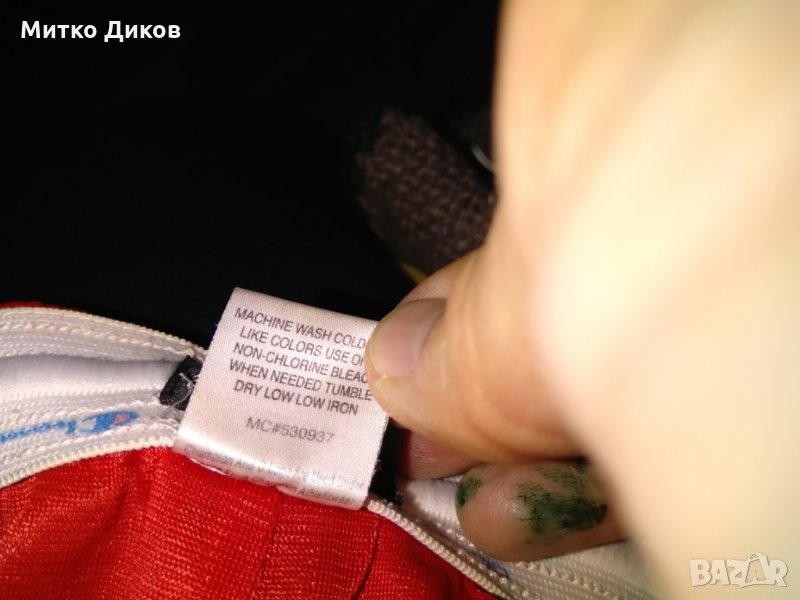 Митко Диков
MACHINE WASH COLD
LIKE COLORS USE
NON-CHLORINE BLEAC
WHEN NEEDED TUMBLE
DRY LOW LOW IRON
MC#530937
BAZAR